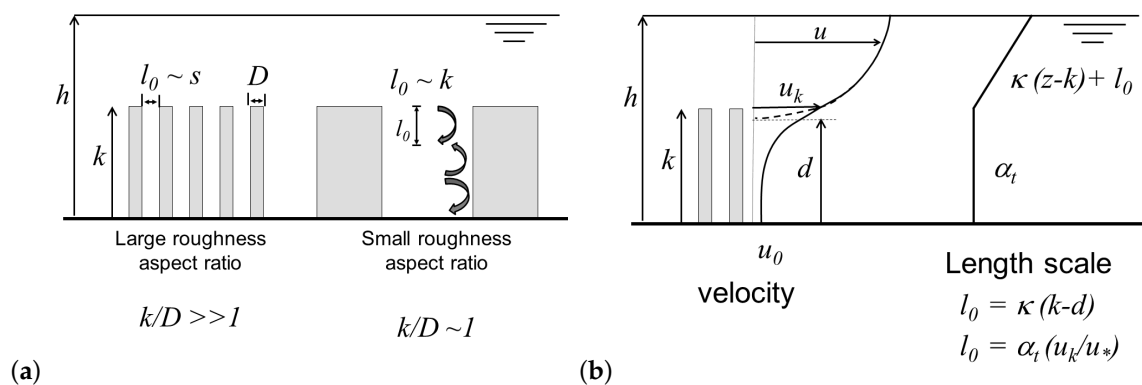 h
l₀ ~ s
D
k
Large roughness
aspect ratio
k/D >>1
l₀ ~ k
l₀
Small roughness
aspect ratio
k/D ~1
(a)
h
k
u
uₖ
d
u₀
velocity
κ (z-k)+ l₀
αₜ
Length scale
l₀ = κ (k-d)
l₀ = αₜ (uₖ/u*)
(b)